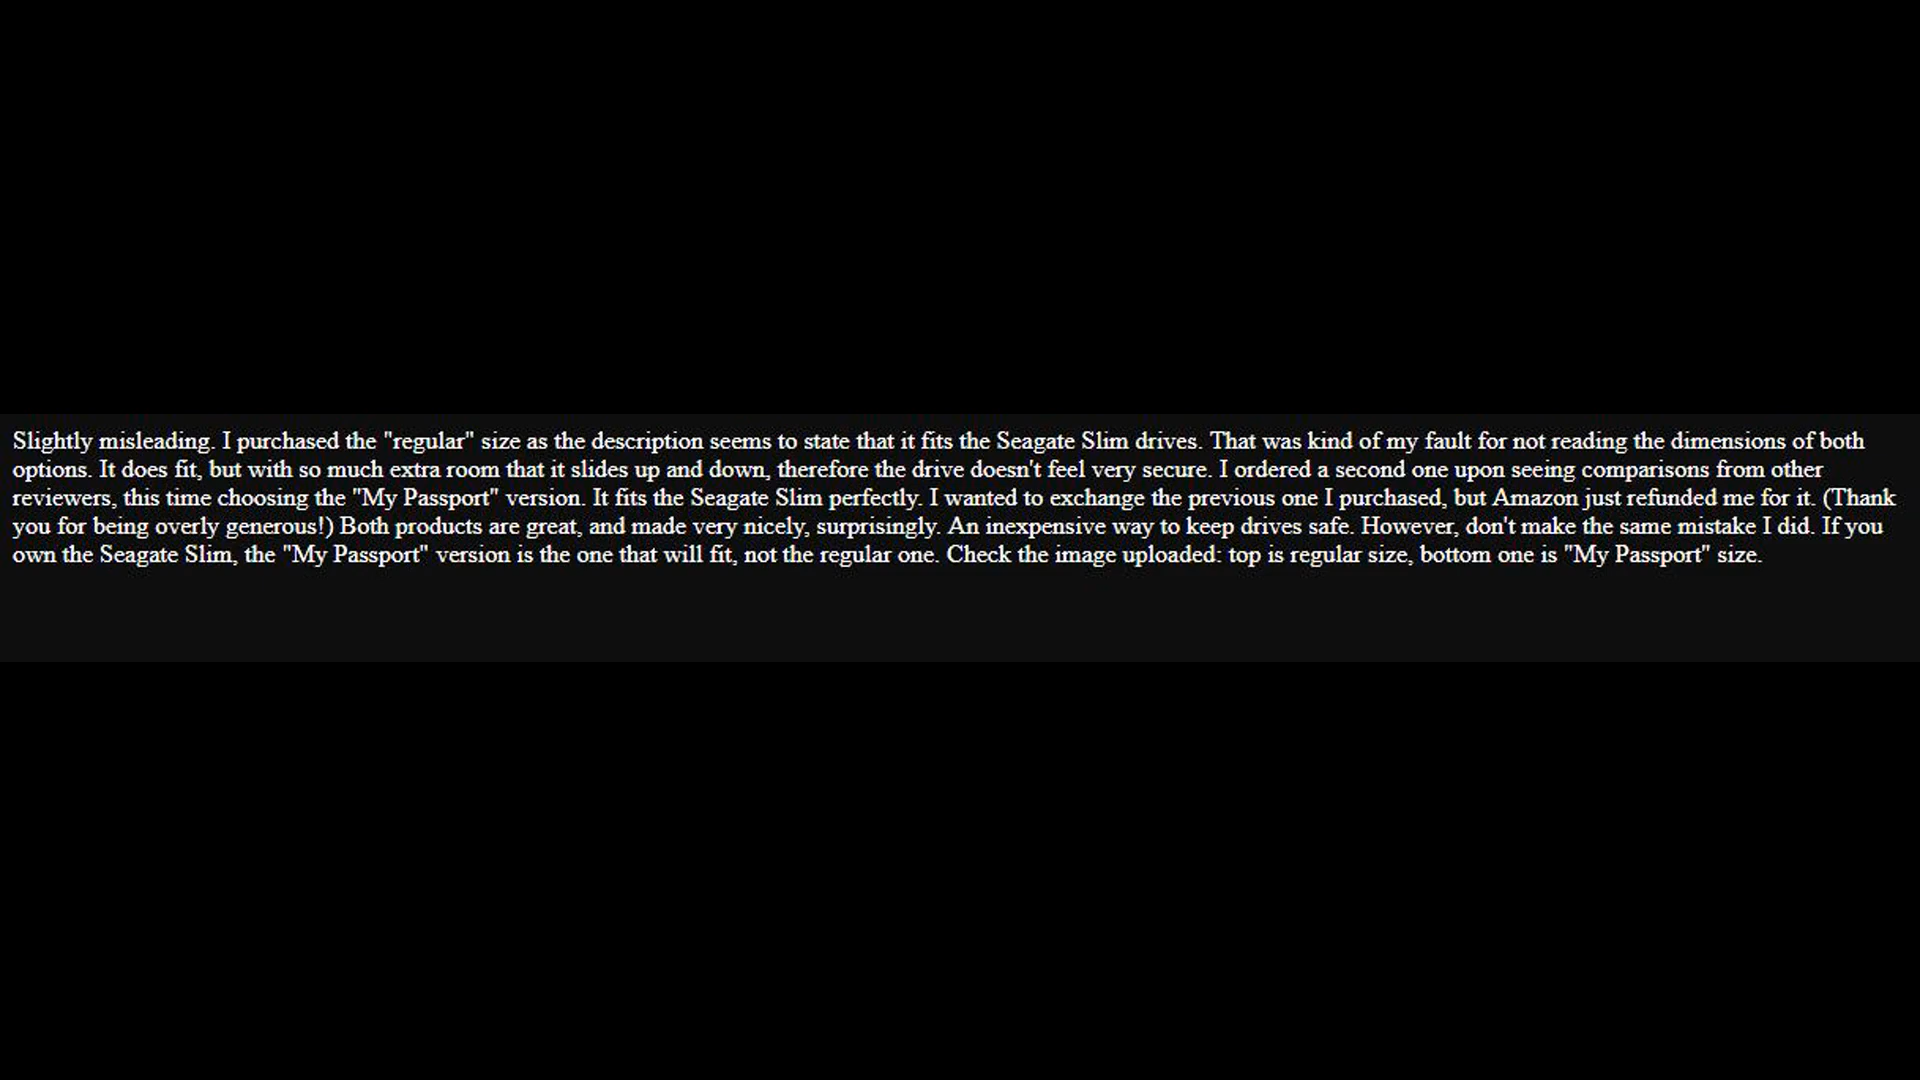 Slightly misleading. I purchased the "regular" size as the description seems to state that it fits the Seagate Slim drives. That was kind of my fault for not reading the dimensions of both
options. It does fit, but with so much extra room that it slides up and down, therefore the drive doesn't feel very secure. I ordered a second one upon seeing comparisons from other
reviewers, this time choosing the "My Passport" version. It fits the Seagate Slim perfectly. I wanted to exchange the previous one I purchased, but Amazon just refunded me for it. (Thank
you for being overly generous!) Both products are great, and made very nicely, surprisingly. An inexpensive way to keep drives safe. However, don't make the same mistake I did. If you
own the Seagate Slim, the "My Passport" version is the one that will fit, not the regular one. Check the image uploaded: top is regular size, bottom one is "My Passport" size.